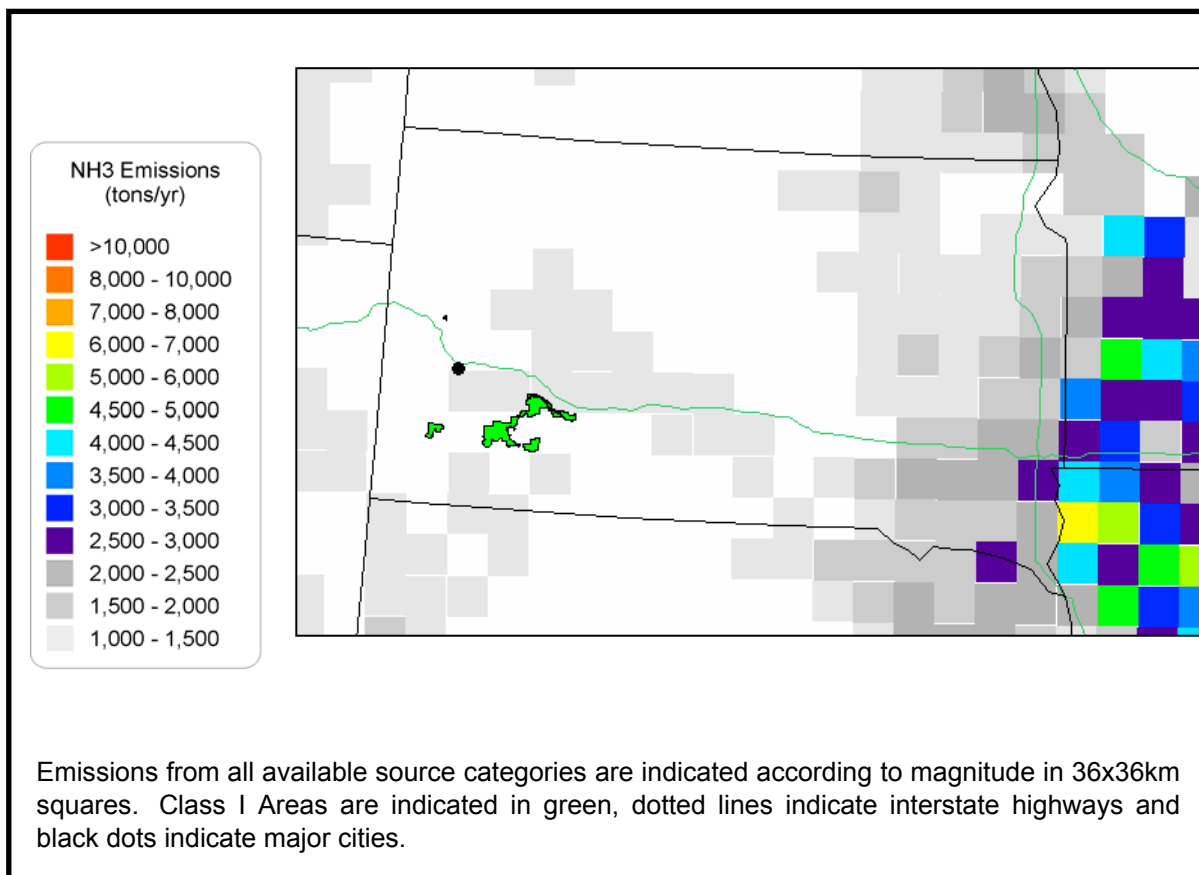 NH3 Emissions
(tons/yr)
>10,000
8,000 - 10,000
7,000 - 8,000
6,000 - 7,000
5,000 - 6,000
4,500 - 5,000
4,000 - 4,500
3,500 - 4,000
3,000 - 3,500
2,500 - 3,000
2,000 - 2,500
1,500 - 2,000
1,000 - 1,500
Emissions from all available source categories are indicated according to magnitude in 36x36km
squares. Class I Areas are indicated in green, dotted lines indicate interstate highways and
black dots indicate major cities.